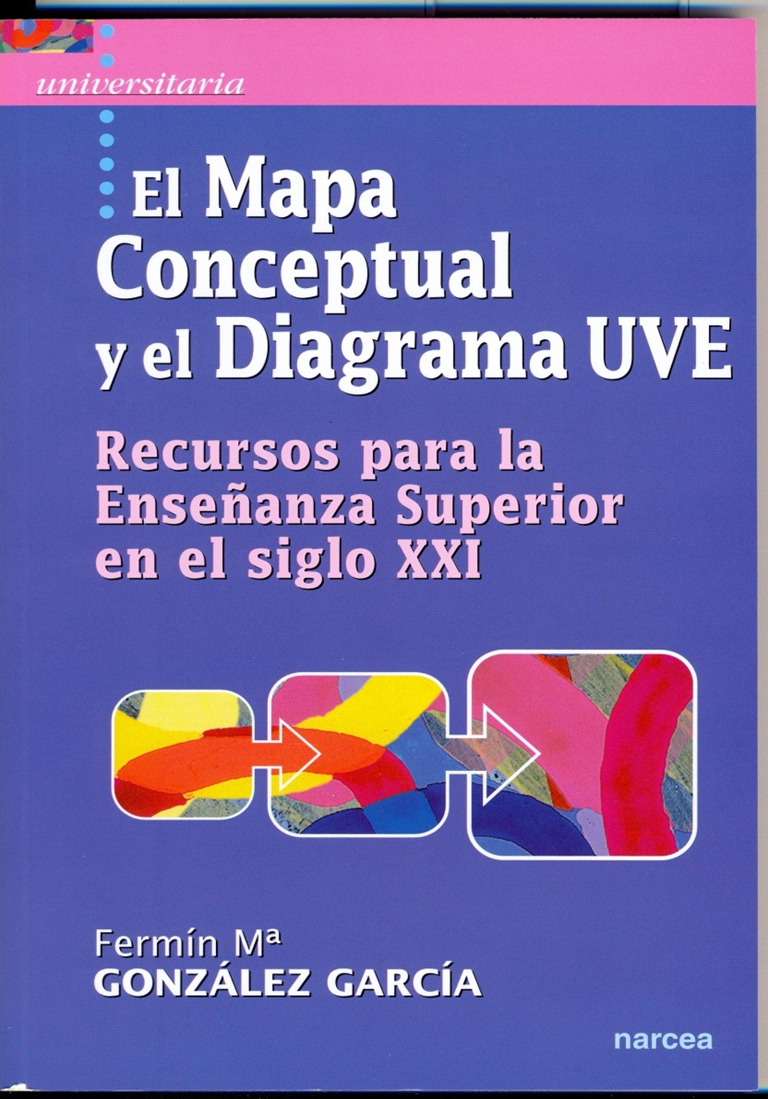 universitaria
El Mapa
Conceptual
y el Diagrama UVE
Recursos para la
Enseñanza Superior
en el siglo XXI
Fermín Mª
GONZÁLEZ GARCÍA
narcea